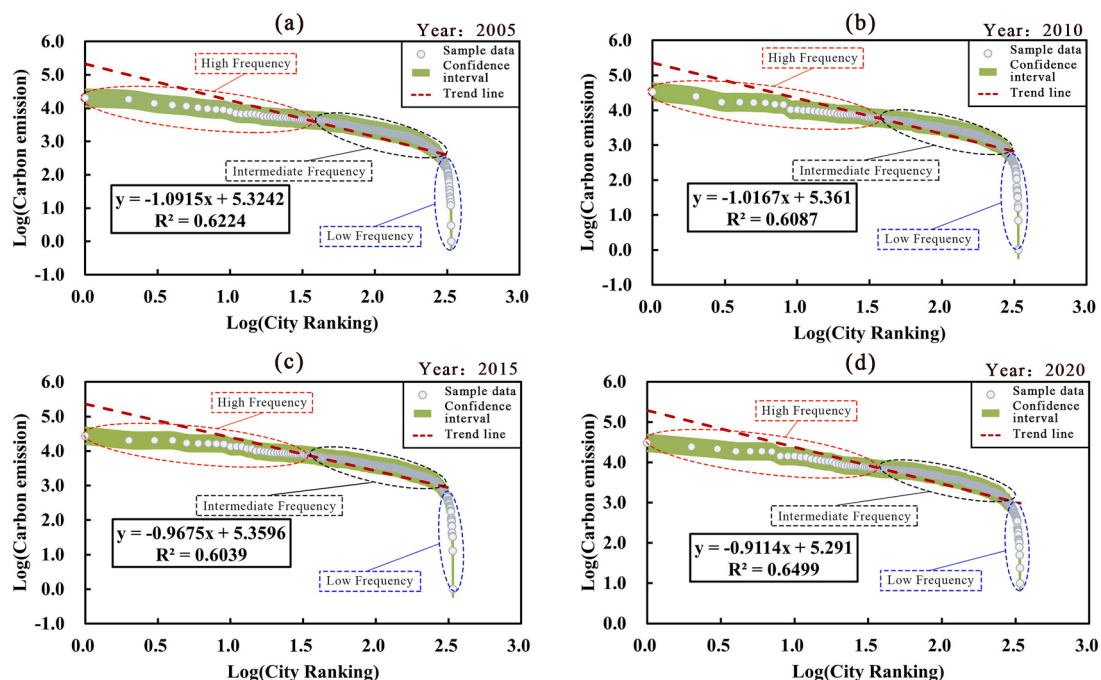 (a)
Year: 2005
6.0
5.0
4.0
3.0
2.0
1.0
0.0
-1.0
Log(Carbon emission)
High Frequency
Sample data
Confidence
interval
Trend line
Intermediate Frequency
y = -1.0915x + 5.3242
R² = 0.6224
Low Frequency
0.0 0.5 1.0 1.5 2.0 2.5 3.0
Log(City Ranking)
(b)
Year: 2010
6.0
5.0
4.0
3.0
2.0
1.0
0.0
-1.0
Log(Carbon emission)
High Frequency
Sample data
Confidence
interval
Trend line
Intermediate Frequency
y = -1.0167x + 5.361
R² = 0.6087
Low Frequency
0.0 0.5 1.0 1.5 2.0 2.5 3.0
Log(City Ranking)
(c)
Year: 2015
6.0
5.0
4.0
3.0
2.0
1.0
0.0
-1.0
Log(Carbon emission)
High Frequency
Sample data
Confidence
interval
Trend line
Intermediate Frequency
y = -0.9675x + 5.3596
R² = 0.6039
Low Frequency
0.0 0.5 1.0 1.5 2.0 2.5 3.0
Log(City Ranking)
(d)
Year: 2020
6.0
5.0
4.0
3.0
2.0
1.0
0.0
Log(Carbon emission)
High Frequency
Sample data
Confidence
interval
Trend line
Intermediate Frequency
y = -0.9114x + 5.291
R² = 0.6499
Low Frequency
0.0 0.5 1.0 1.5 2.0 2.5 3.0
Log(City Ranking)